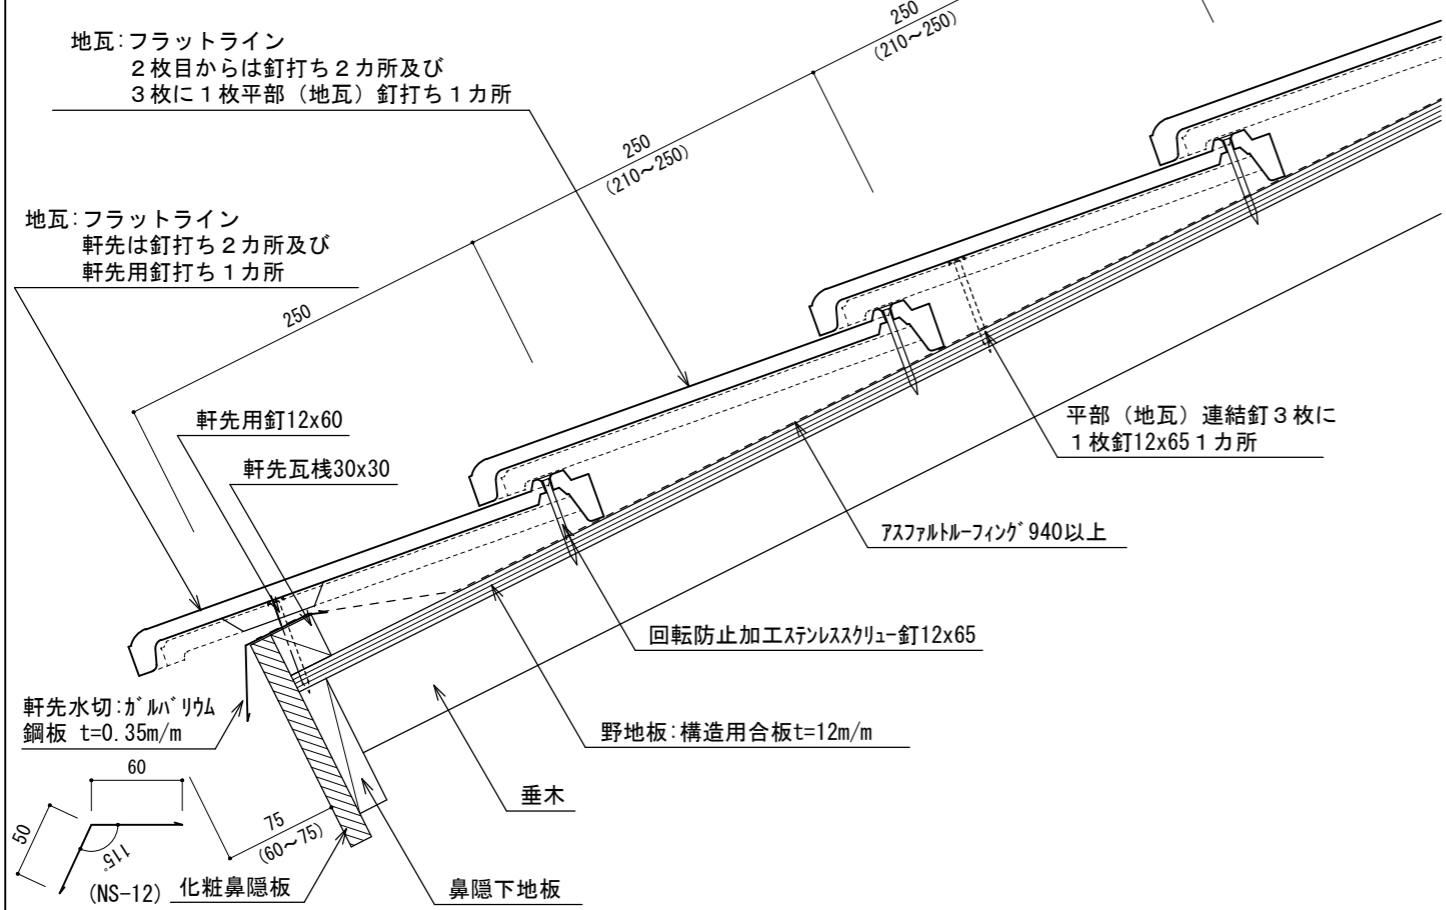 250
(210～250)
地瓦:フラットライン
２枚目からは釘打ち２カ所及び
３枚に１枚平部（地瓦）釘打ち１カ所
250
(210～250)
地瓦:フラットライン
軒先は釘打ち２カ所及び
軒先用釘打ち１カ所
250
軒先用釘12x60
軒先瓦桟30x30
平部（地瓦）連結釘３枚に
１枚釘12x65１カ所
ｱｽﾌｧﾙﾄﾙｰﾌｨﾝｸﾞ940以上
回転防止加工ｽﾃﾝﾚｽｽｸﾘｭｰ釘12x65
軒先水切:ｶﾞﾙﾊﾞﾘｳﾑ
鋼板 t=0.35m/m
野地板:構造用合板t=12m/m
60
垂木
50
115°
75
(60～75)
(NS-12)
化粧鼻隠板
鼻隠下地板